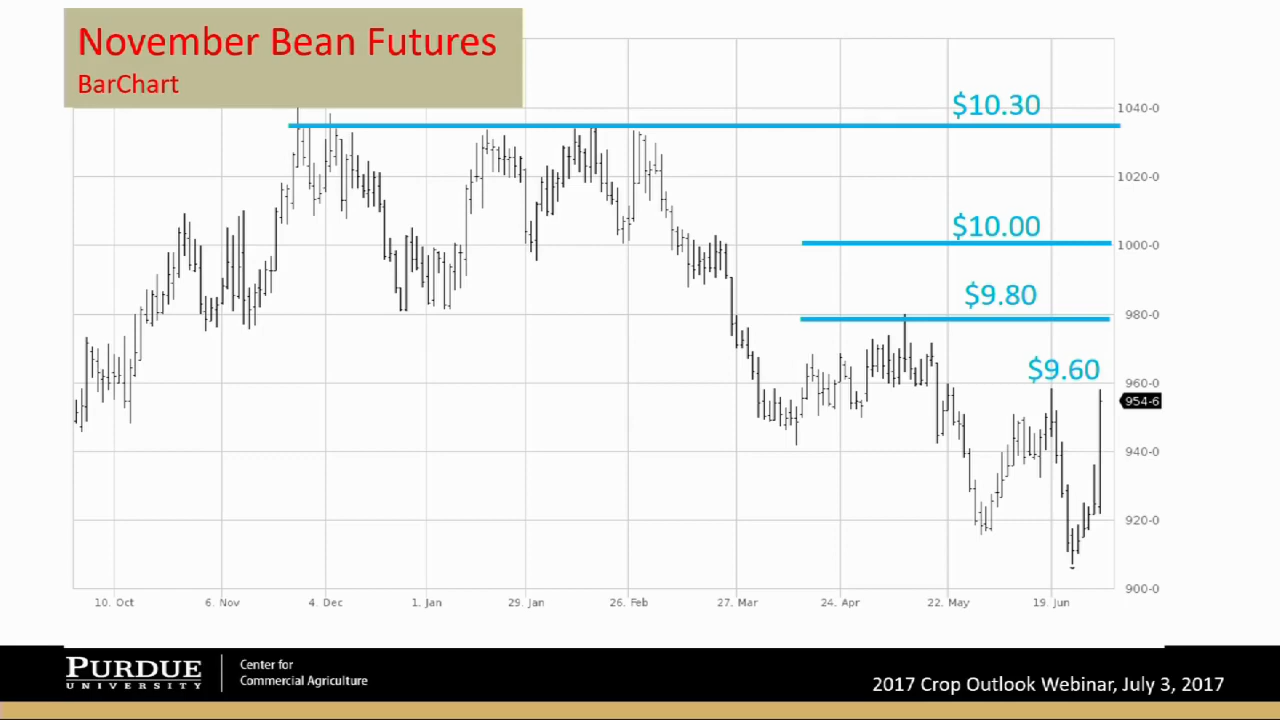 November Bean Futures
BarChart
$10.30
1040-0
1020-0
$10.00
1000-0
$9.80
980-0
$9.60
960-0
954-6
940-0
920-0
900-0
10. Oct 6. Nov 4. Dec 1. Jan 29. Jan 26. Feb 27. Mar 24. Apr 22. May 19. Jun
PURDUE
UNIVERSITY
Center for
Commercial Agriculture
2017 Crop Outlook Webinar, July 3, 2017